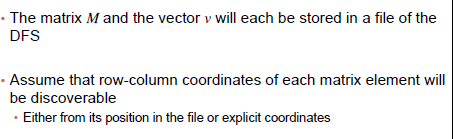 • The matrix M and the vector v will each be stored in a file of the
DFS
• Assume that row-column coordinates of each matrix element will
be discoverable
• Either from its position in the file or explicit coordinates